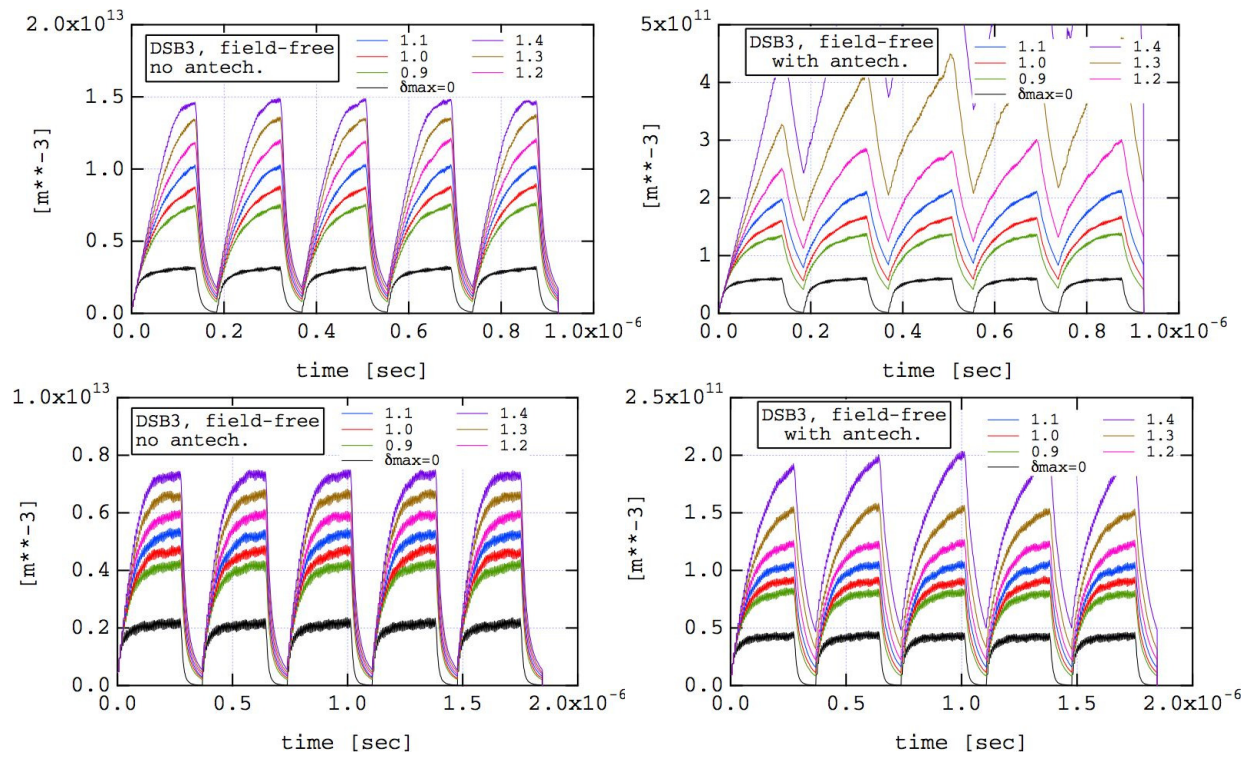 2.0x10^13
1.5
1.0
0.5
0.0
[m**-3]
DSB3, field-free
no antech.
1.1 1.4
1.0 1.3
0.9 1.2
δmax=0
0.0 0.2 0.4 0.6 0.8 1.0x10^-6
time [sec]
5x10^11
4
3
2
1
0
[m**-3]
DSB3, field-free
with antech.
1.1 1.4
1.0 1.3
0.9 1.2
δmax=0
0.0 0.2 0.4 0.6 0.8 1.0x10^-6
time [sec]
1.0x10^13
0.8
0.6
0.4
0.2
0.0
[m**-3]
DSB3, field-free
no antech.
1.1 1.4
1.0 1.3
0.9 1.2
δmax=0
0.0 0.5 1.0 1.5 2.0x10^-6
time [sec]
2.5x10^11
2.0
1.5
1.0
0.5
0.0
[m**-3]
DSB3, field-free
with antech.
1.1 1.4
1.0 1.3
0.9 1.2
δmax=0
0.0 0.5 1.0 1.5 2.0x10^-6
time [sec]